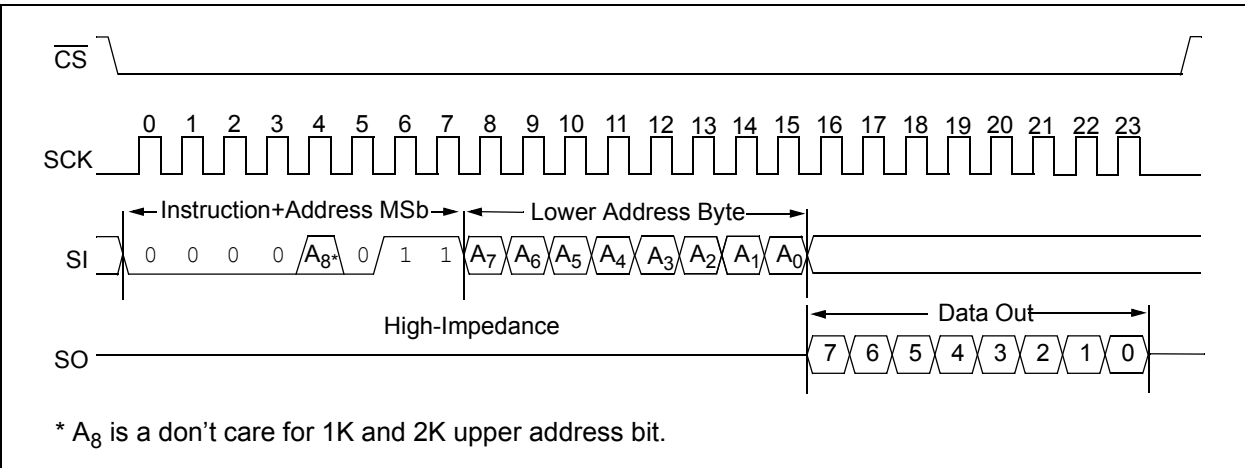 CS
0 1 2 3 4 5 6 7 8 9 10 11 12 13 14 15 16 17 18 19 20 21 22 23
SCK
Instruction+Address MSb Lower Address Byte
SI 0 0 0 0 A8* 0 1 1 A7 A6 A5 A4 A3 A2 A1 A0
High-Impedance Data Out
SO 7 6 5 4 3 2 1 0
* A8 is a don't care for 1K and 2K upper address bit.